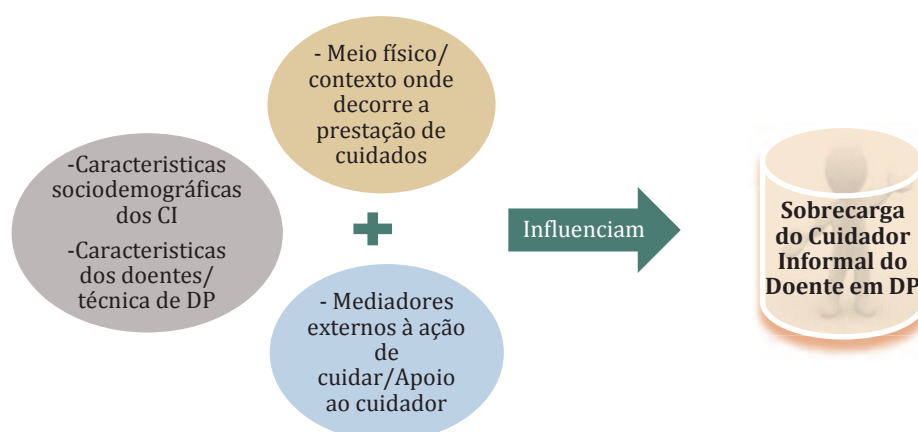 - Meio físico/
contexto onde
decorre a
prestação de
cuidados
-Caracteristicas
sociodemográficas
dos CI
-Caracteristicas
dos doentes/
técnica de DP
- Mediadores
externos à ação
de
cuidar/Apoio
ao cuidador
Influenciam
Sobrecarga
do Cuidador
Informal do
Doente em DP